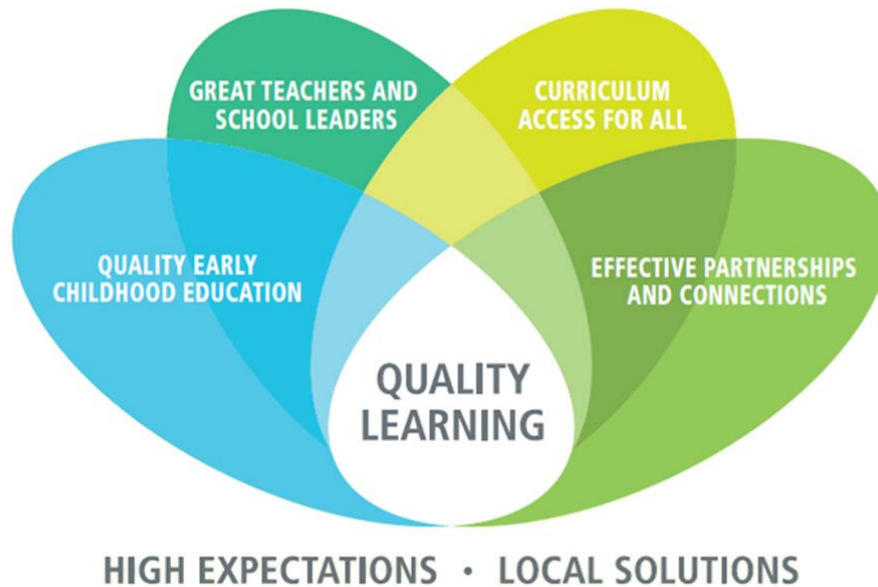 GREAT TEACHERS AND
SCHOOL LEADERS
CURRICULUM
ACCESS FOR ALL
QUALITY EARLY
CHILDHOOD EDUCATION
EFFECTIVE PARTNERSHIPS
AND CONNECTIONS
QUALITY
LEARNING
HIGH EXPECTATIONS • LOCAL SOLUTIONS